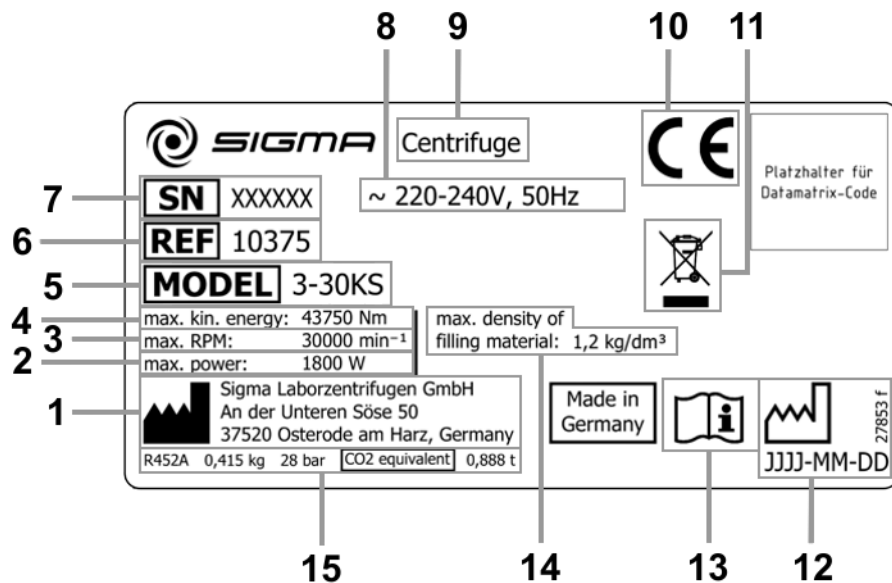 8
9
10
11
SIGMA
Centrifuge
CE
Platzhalter für
Datamatrix-Code
7
SN XXXXXX
~ 220-240V, 50Hz
6
REF 10375
5
MODEL 3-30KS
4
max. kin. energy: 43750 Nm
3
max. RPM: 30000 min⁻¹
2
max. power: 1800 W
max. density of
filling material: 1,2 kg/dm³
1
Sigma Laborzentrifugen GmbH
An der Unteren Söse 50
37520 Osterode am Harz, Germany
R452A 0,415 kg 28 bar CO2 equivalent 0,888 t
Made in
Germany
i
27853 f
JJJJ-MM-DD
15
14
13
12